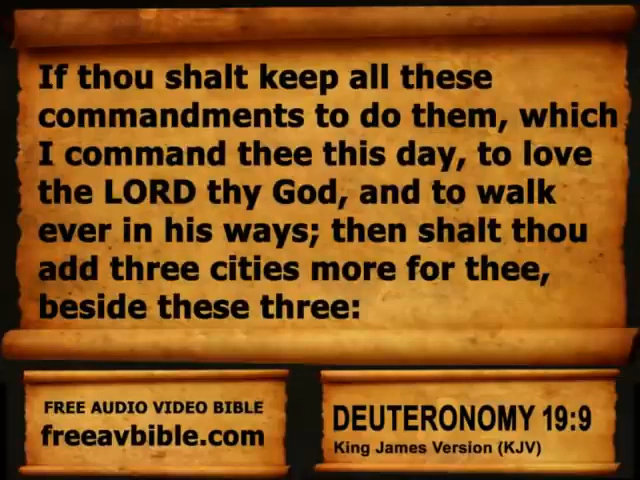 If thou shalt keep all these
commandments to do them, which
I command thee this day, to love
the LORD thy God, and to walk
ever in his ways; then shalt thou
add three cities more for thee,
beside these three:
FREE AUDIO VIDEO BIBLE
freeavbible.com
DEUTERONOMY 19:9
King James Version (KJV)